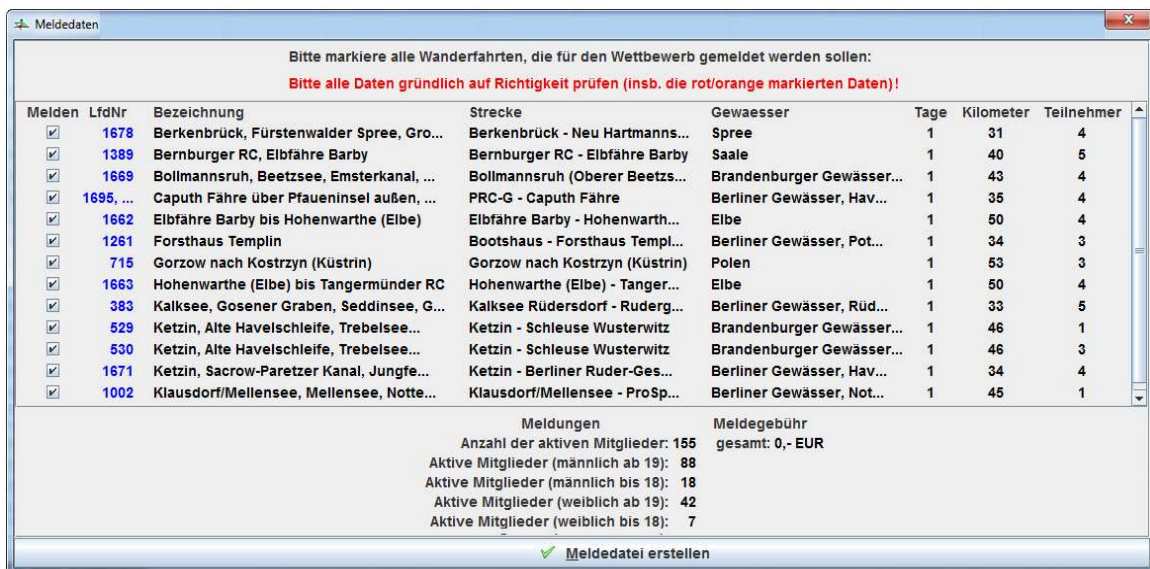 Meldedaten
Bitte markiere alle Wanderfahrten, die für den Wettbewerb gemeldet werden sollen:
Bitte alle Daten gründlich auf Richtigkeit prüfen (insb. die rot/orange markierten Daten)!
Melden LfdNr Bezeichnung Strecke Gewaesser Tage Kilometer Teilnehmer
1678 Berkenbrück, Fürstenwalder Spree, Gro... Berkenbrück - Neu Hartmanns... Spree 1 31 4
1389 Bernburger RC, Elbfähre Barby Bernburger RC - Elbfähre Barby Saale 1 40 5
1669 Bollmannsruh, Beetzsee, Emsterkanal, ... Bollmannsruh (Oberer Beetzs... Brandenburger Gewässer... 1 43 4
1695, ... Caputh Fähre über Pfaueninsel außen, ... PRC-G - Caputh Fähre Berliner Gewässer, Hav... 1 35 4
1662 Elbfähre Barby bis Hohenwarthe (Elbe) Elbfähre Barby - Hohenwarth... Elbe 1 50 4
1261 Forsthaus Templin Bootshaus - Forsthaus Templ... Berliner Gewässer, Pot... 1 34 3
715 Gorzow nach Kostrzyn (Küstrin) Gorzow nach Kostrzyn (Küstrin) Polen 1 53 3
1663 Hohenwarthe (Elbe) bis Tangermünder RC Hohenwarthe (Elbe) - Tanger... Elbe 1 50 4
383 Kalksee, Gosener Graben, Seddinsee, G... Kalksee Rüdersdorf - Ruderg... Berliner Gewässer, Rüd... 1 33 5
529 Ketzin, Alte Havelschleife, Trebelsee... Ketzin - Schleuse Wusterwitz Brandenburger Gewässer... 1 46 1
530 Ketzin, Alte Havelschleife, Trebelsee... Ketzin - Schleuse Wusterwitz Brandenburger Gewässer... 1 46 3
1671 Ketzin, Sacrow-Paretzer Kanal, Jungfe... Ketzin - Berliner Ruder-Ges... Berliner Gewässer, Hav... 1 34 4
1002 Klausdorf/Mellensee, Mellensee, Notte... Klausdorf/Mellensee - ProSp... Berliner Gewässer, Not... 1 45 1
Meldungen Meldegebühr
Anzahl der aktiven Mitglieder: 155 gesamt: 0,- EUR
Aktive Mitglieder (männlich ab 19): 88
Aktive Mitglieder (männlich bis 18): 18
Aktive Mitglieder (weiblich ab 19): 42
Aktive Mitglieder (weiblich bis 18): 7
Meldedatei erstellen